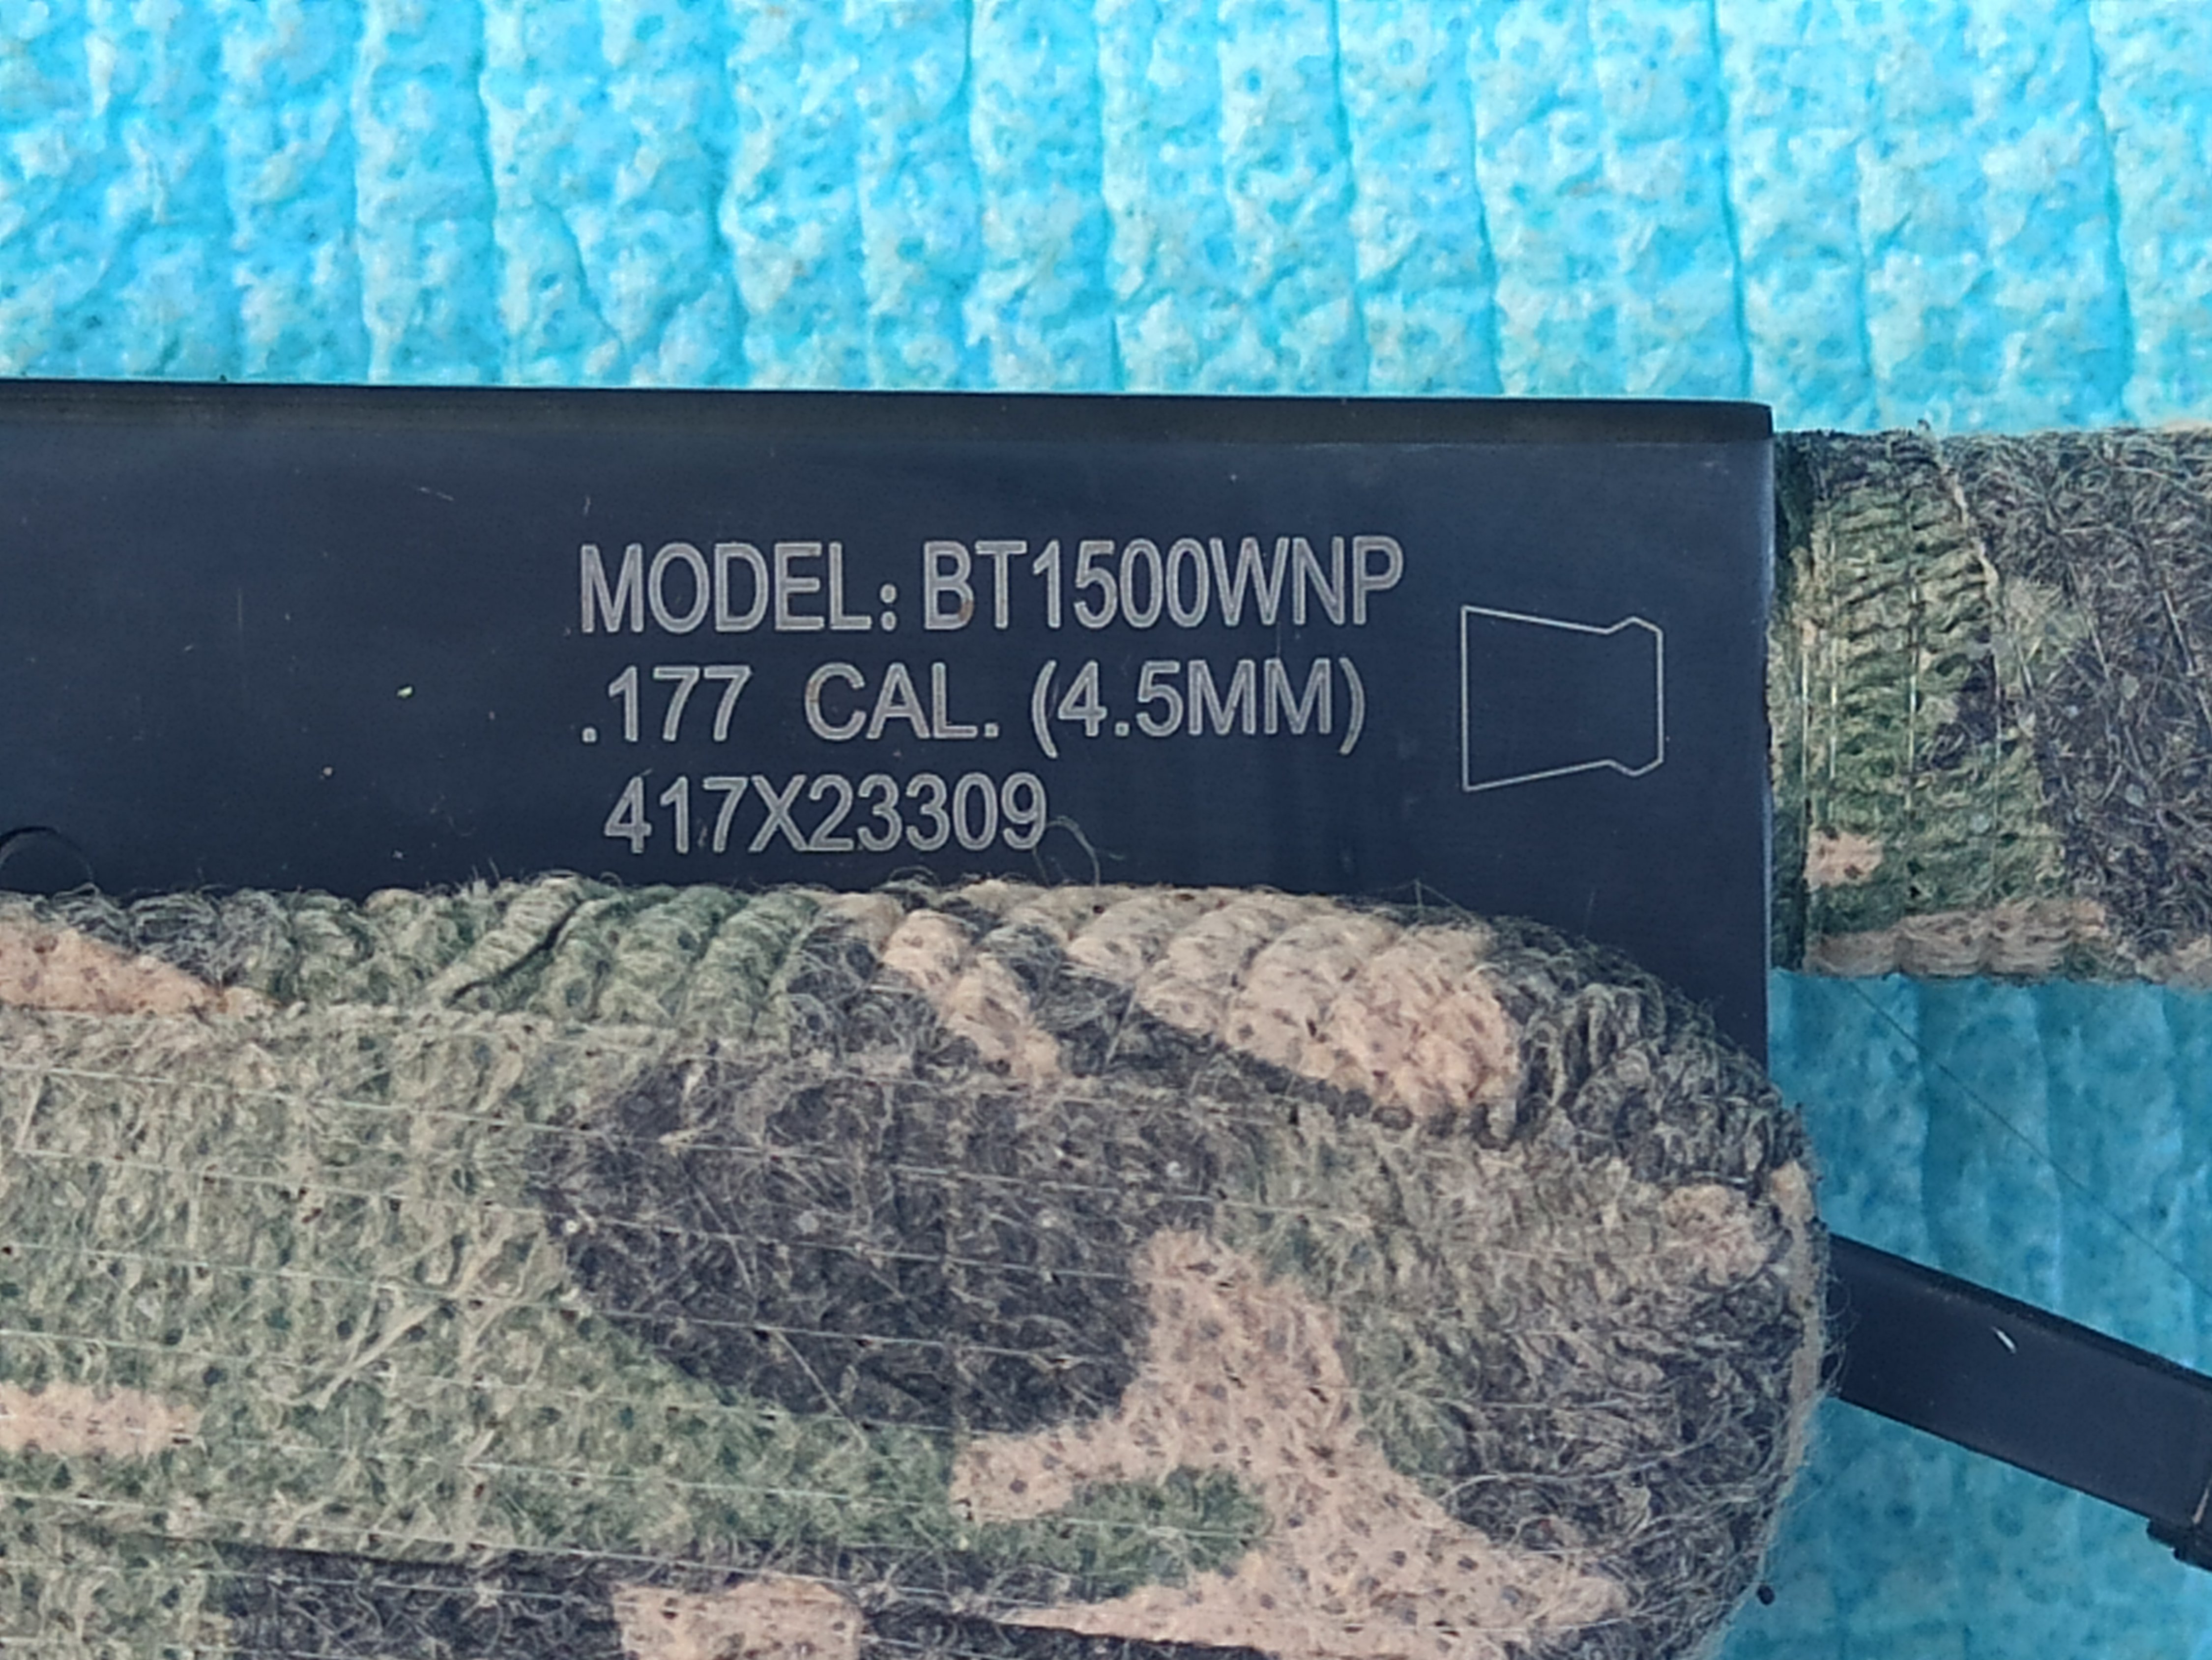 MODEL: BT1500WNP
.177 CAL. (4.5MM)
417X23309